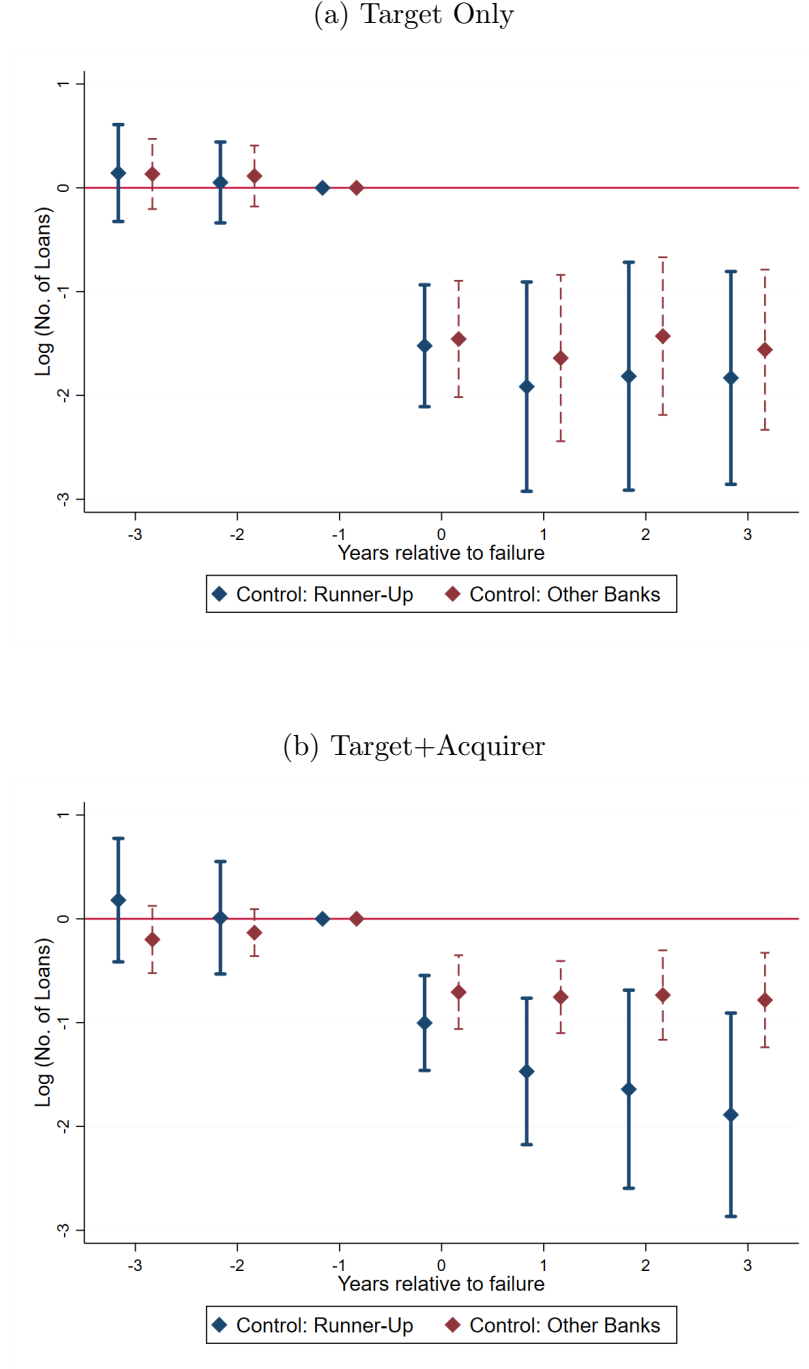 (a) Target Only
1
0
-1
-2
-3
Log (No. of Loans)
-3 -2 -1 0 1 2 3
Years relative to failure
Control: Runner-Up Control: Other Banks
(b) Target+Acquirer
1
0
-1
-2
-3
Log (No. of Loans)
-3 -2 -1 0 1 2 3
Years relative to failure
Control: Runner-Up Control: Other Banks